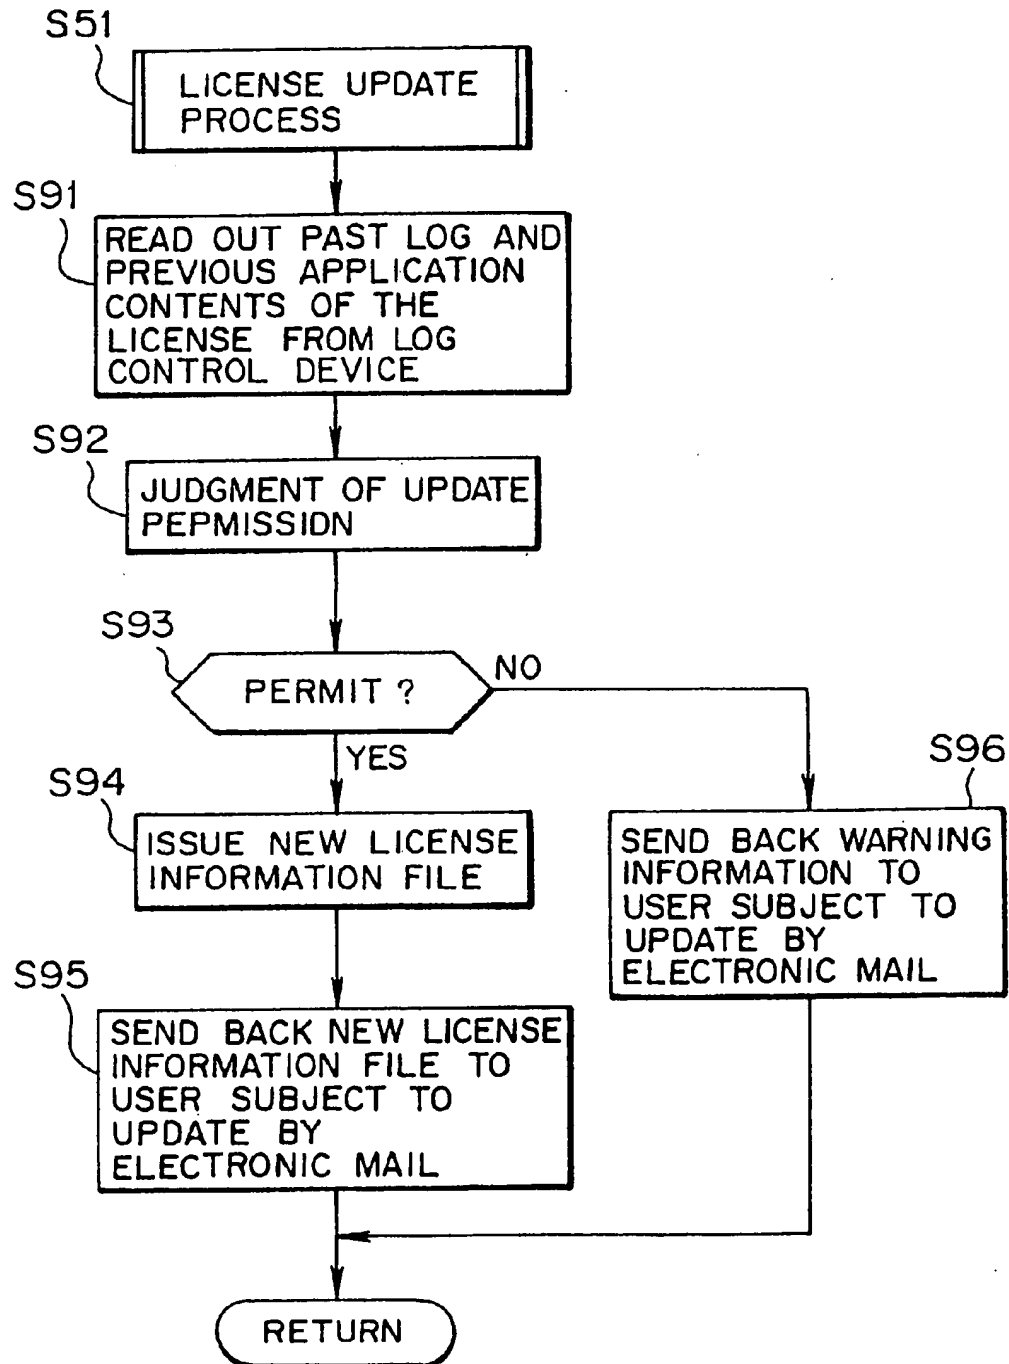 S51
LICENSE UPDATE
PROCESS
S91
READ OUT PAST LOG AND
PREVIOUS APPLICATION
CONTENTS OF THE
LICENSE FROM LOG
CONTROL DEVICE
S92
JUDGMENT OF UPDATE
PEPMISSIDN
S93
PERMIT ?
NO
YES
S94
ISSUE NEW LICENSE
INFORMATION FILE
S96
SEND BACK WARNING
INFORMATION TO
USER SUBJECT TO
UPDATE BY
ELECTRONIC MAIL
S95
SEND BACK NEW LICENSE
INFORMATION FILE TO
USER SUBJECT TO
UPDATE BY
ELECTRONIC MAIL
RETURN